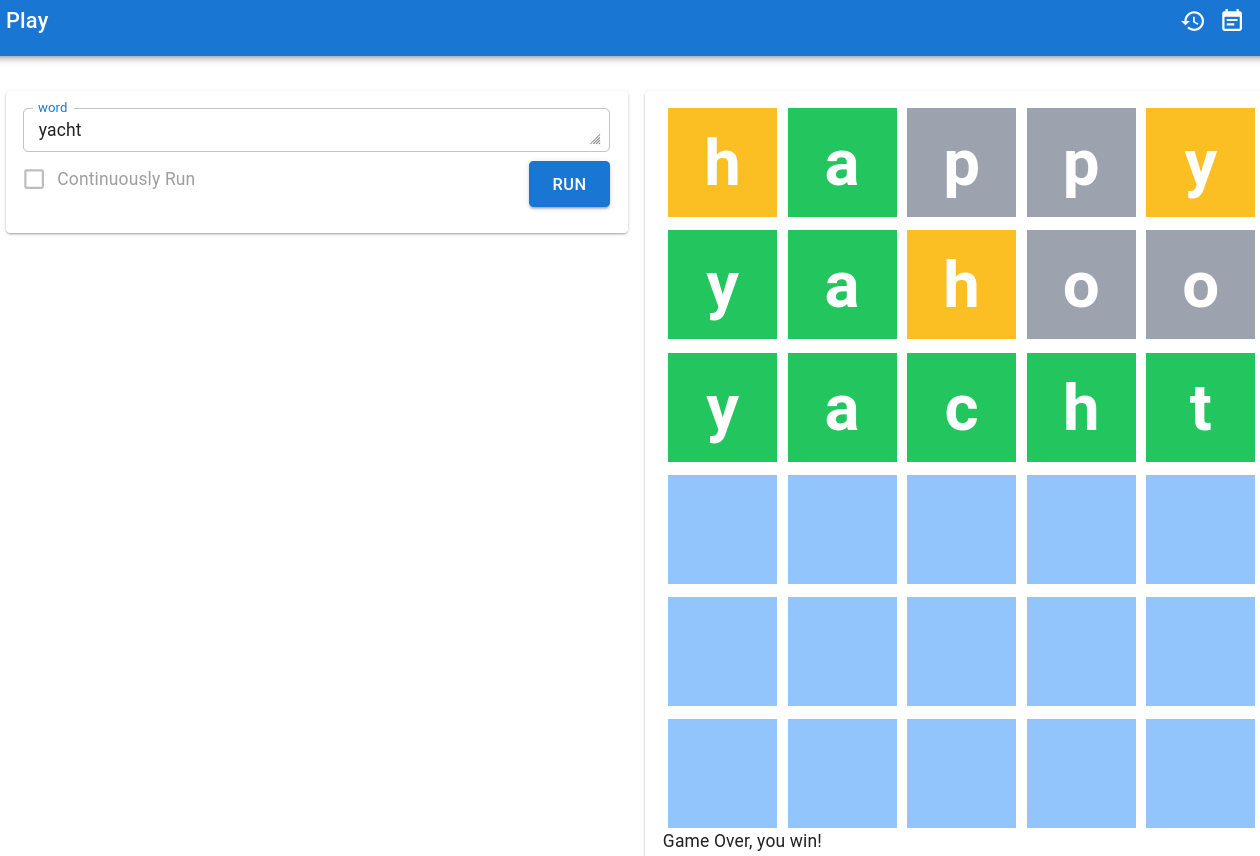 Play
word
yacht
Continuously Run
RUN
h a p p y
y a h o o
y a c h t
Game Over, you win!